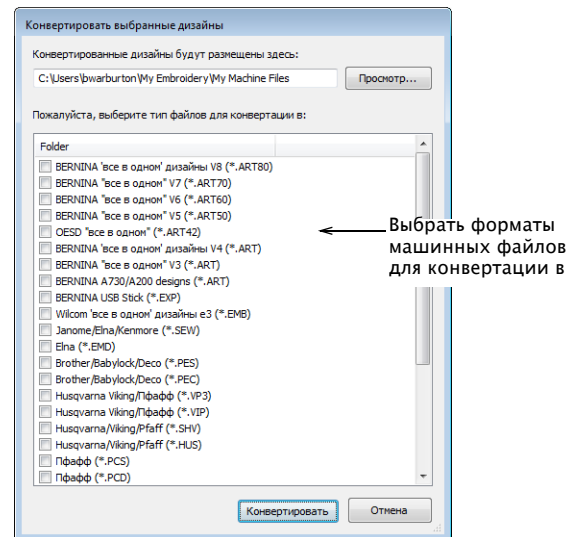 Конвертировать выбранные дизайны
Конвертированные дизайны будут размещены здесь:
C:\Users\bwarburton\My Embroidery\My Machine Files
Просмотр...
Пожалуйста, выберите тип файлов для конвертации в:
Folder
BERNINA 'все в одном' дизайны V8 (*.ART80)
BERNINA "все в одном" V7 (*.ART70)
BERNINA "все в одном" V6 (*.ART60)
BERNINA "все в одном" V5 (*.ART50)
OESD "все в одном" (*.ART42)
BERNINA 'все в одном' дизайны V4 (*.ART)
BERNINA "все в одном" V3 (*.ART)
BERNINA A730/A200 designs (*.ART)
BERNINA USB Stick (*.EXP)
Wilcom 'все в одном' дизайны e3 (*.EMB)
Janome/Elna/Kenmore (*.SEW)
Elna (*.EMD)
Brother/Babylock/Deco (*.PES)
Brother/Babylock/Deco (*.PEC)
Husqvarna Viking/Пфафф (*.VP3)
Husqvarna Viking/Пфафф (*.VIP)
Husqvarna/Viking/Pfaff (*.SHV)
Husqvarna/Viking/Pfaff (*.HUS)
Пфафф (*.PCS)
Пфафф (*.PCD)
Конвертировать
Отмена
Выбрать форматы
машинных файлов
для конвертации в